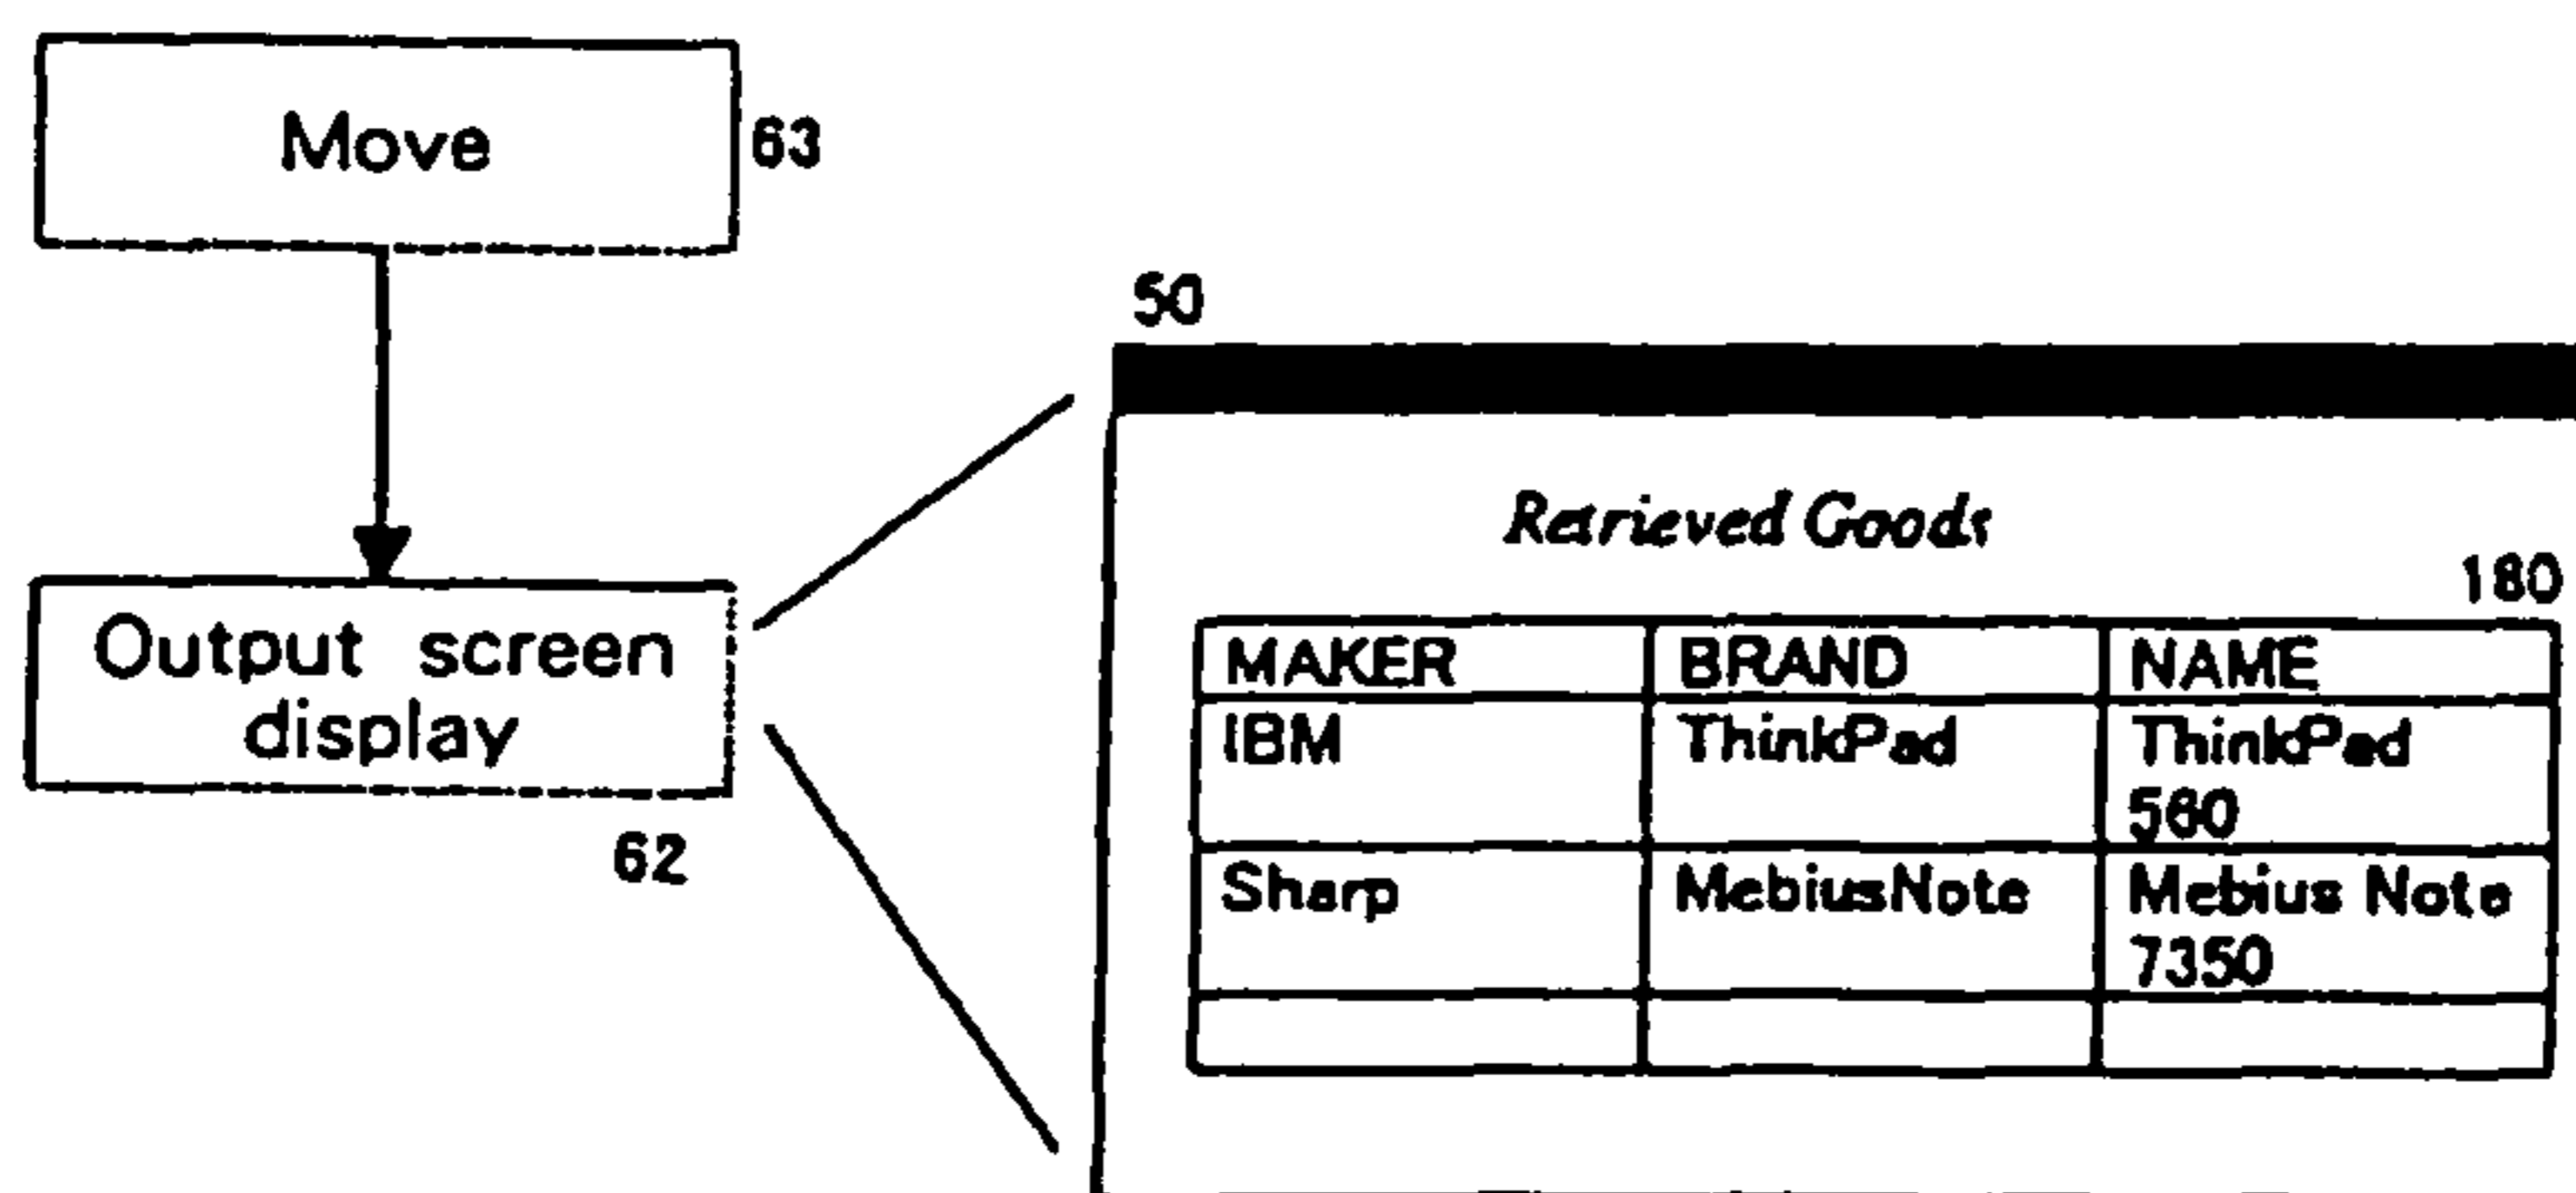 Move
63
Output screen
display
62
50
Retrieved Goods
180
MAKER BRAND NAME
IBM ThinkPad ThinkPad
560
Sharp MebiusNote Mebius Note
7350